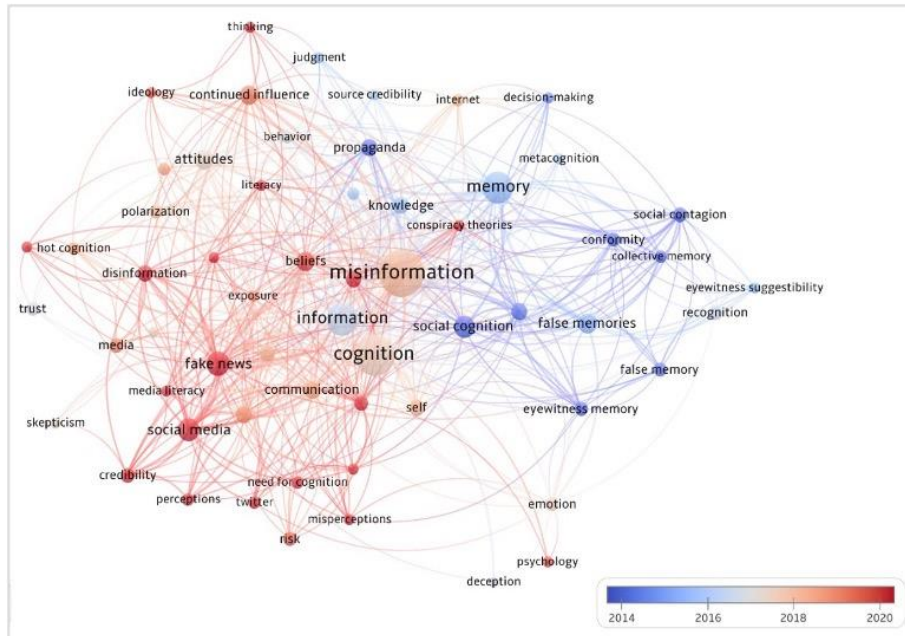 thinking
judgment
ideology
continued influence
source credibility
internet
decision-making
behavior
propaganda
attitudes
metacognition
literacy
memory
polarization
knowledge
social contagion
conspiracy theories
hot cognition
conformity
collective memory
disinformation
beliefs
misinformation
exposure
eyewitness suggestibility
trust
information
social cognition
false memories
recognition
media
fake news
cognition
false memory
media literacy
communication
self
eyewitness memory
skepticism
social media
credibility
need for cognition
perceptions
twitter
misperceptions
emotion
risk
psychology
deception
2014 2016 2018 2020